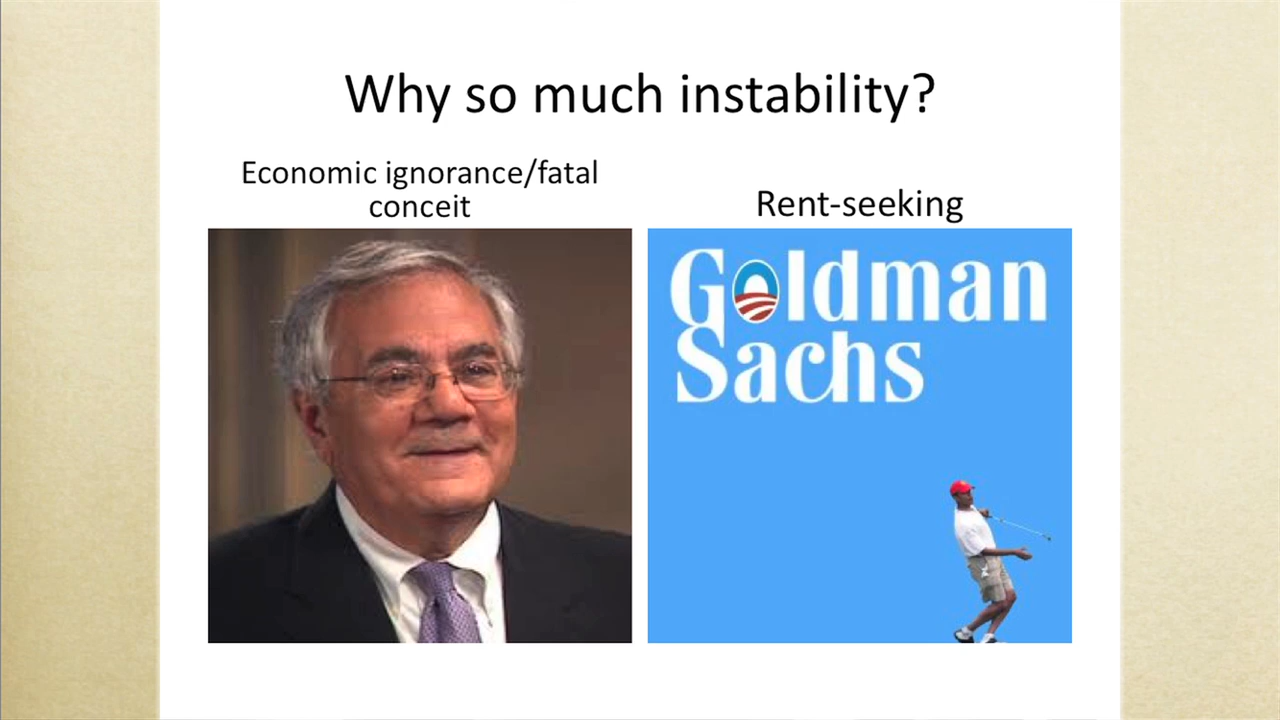 Why so much instability?
Economic ignorance/fatal
conceit
Rent-seeking
Goldman
Sachs